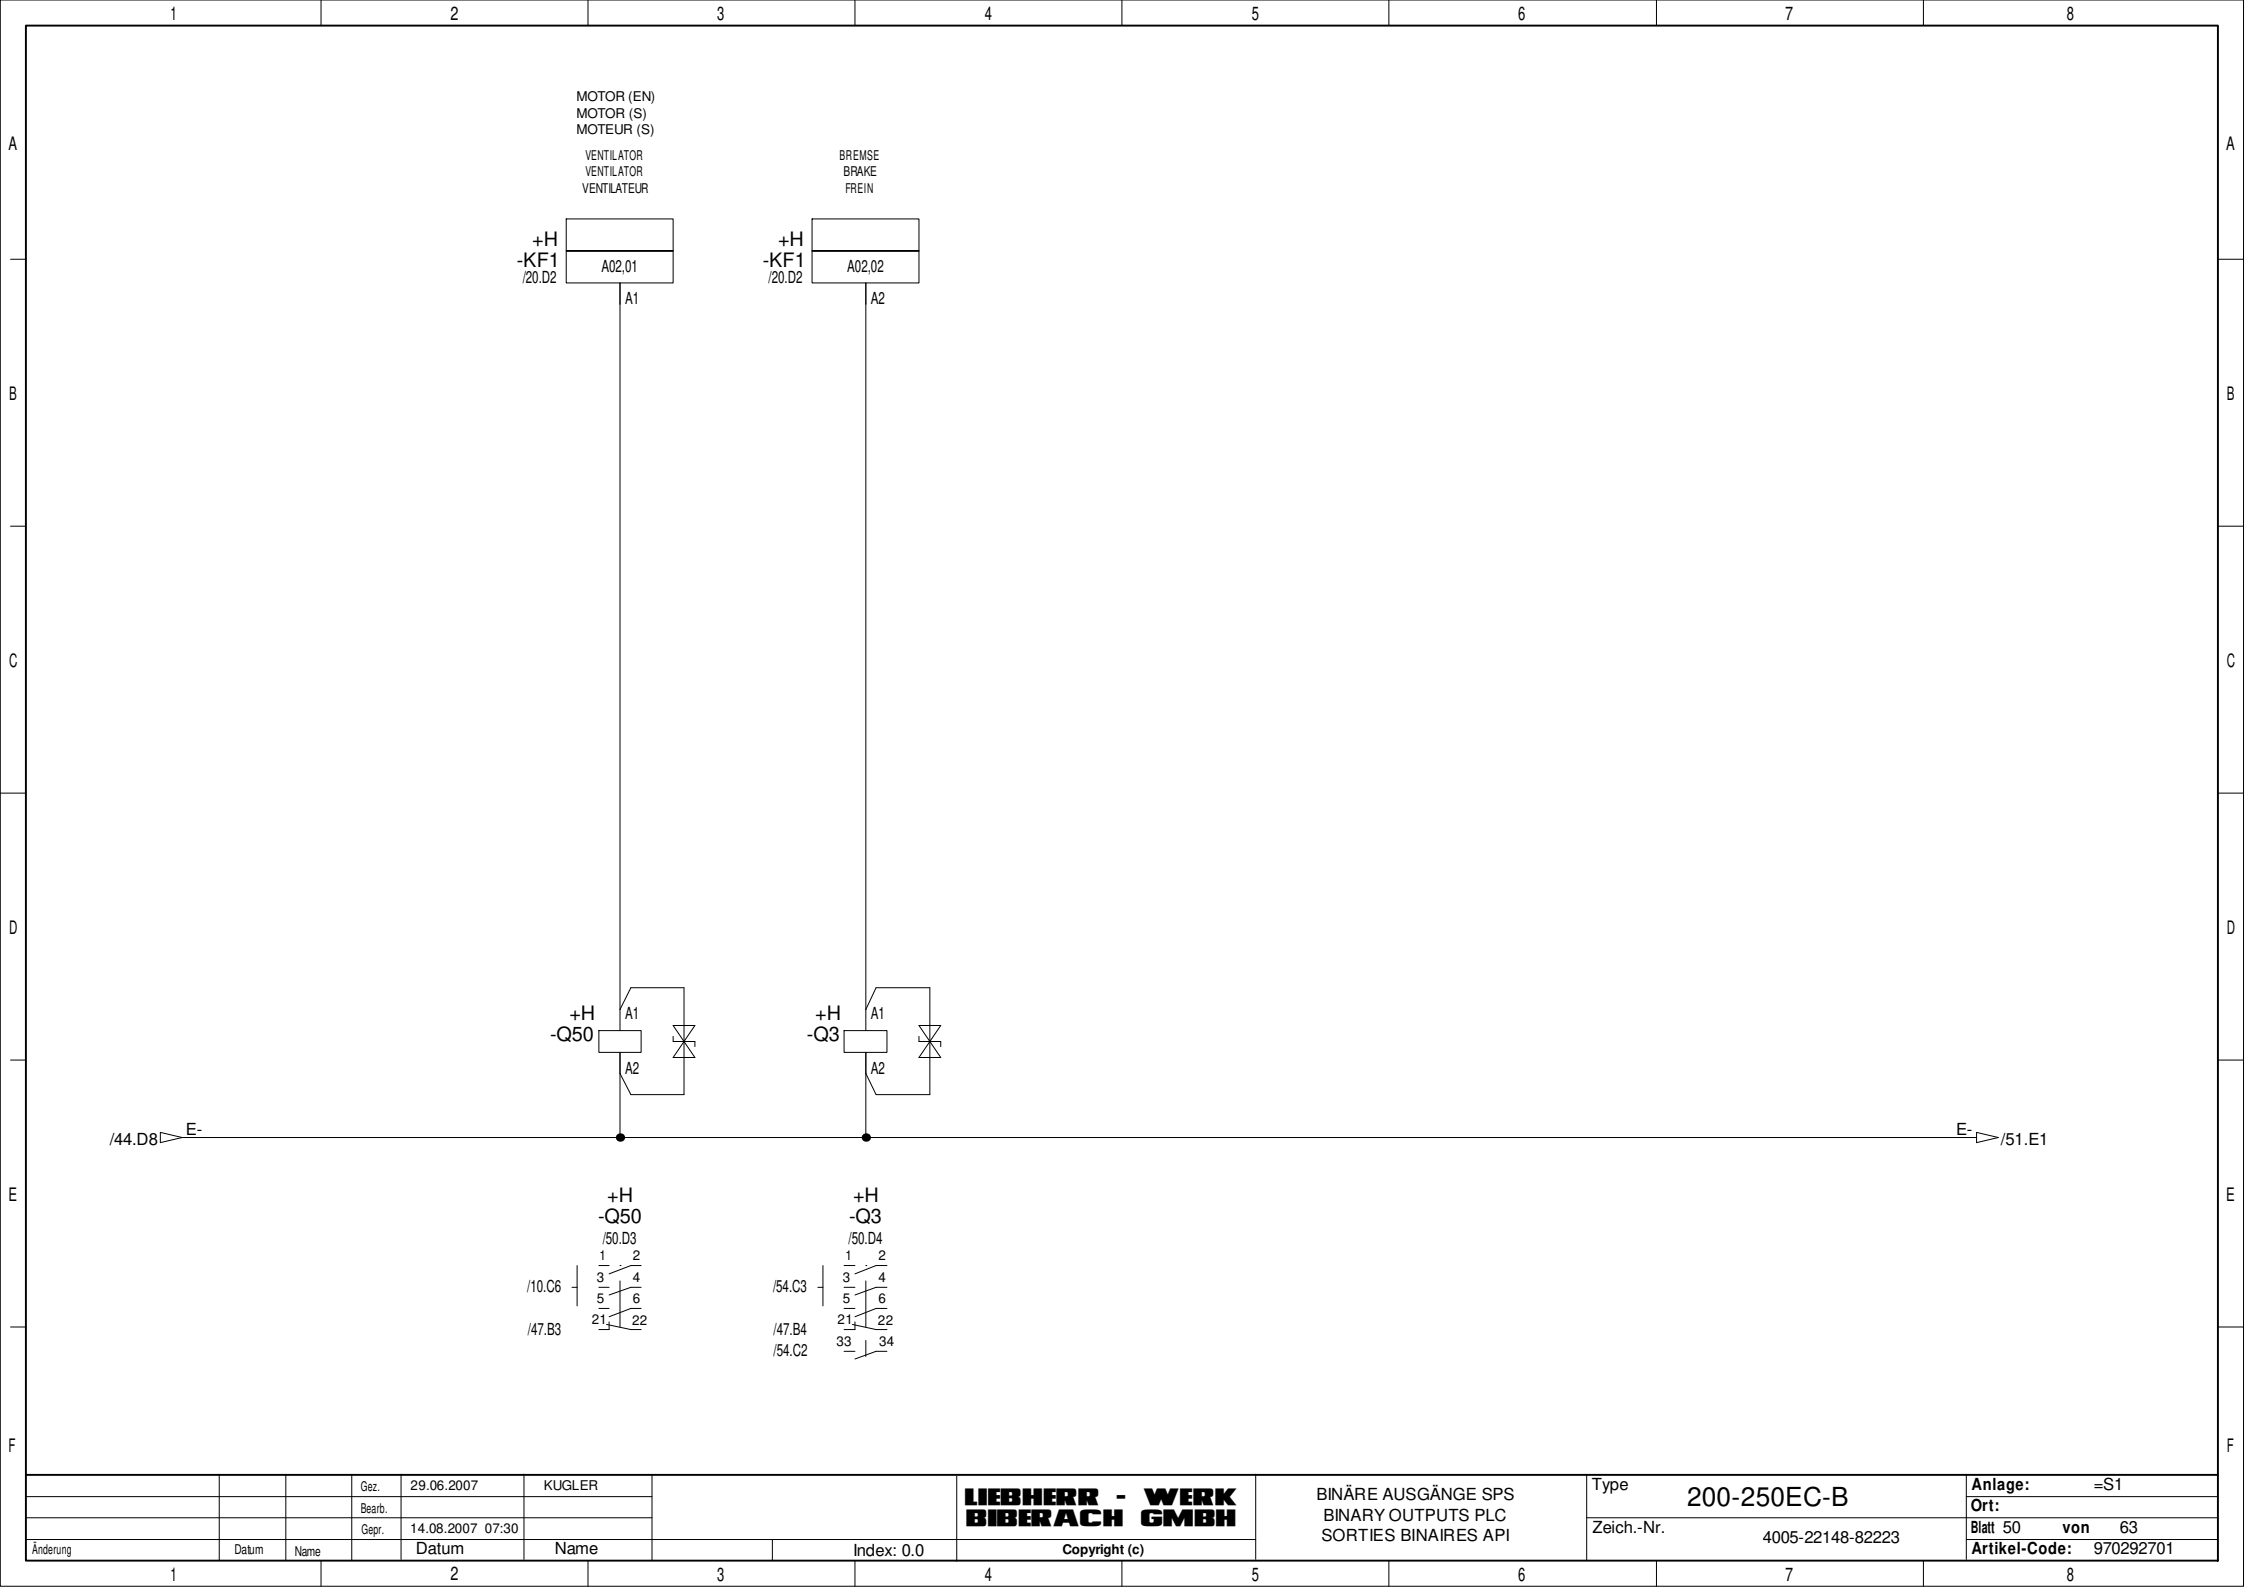 1 2 3 4 5 6 7 8
MOTOR (EN)
MOTOR (S)
MOTEUR (S)
VENTILATOR
VENTILATOR
VENTILATEUR
BREMSE
BRAKE
FREIN
A A
+H
-KF1
/20.D2
A02,01
A1
+H
-KF1
/20.D2
A02,02
A2
B B
C C
D D
+H
-Q50
A1
A2
+H
-Q3
A1
A2
/44.D8 E-
E- /51.E1
E E
+H
-Q50
/50.D3
1 2
3 4
/10.C6
5 6
21 22
/47.B3
+H
-Q3
/50.D4
1 2
3 4
/54.C3
5 6
21 22
/47.B4
33 34
/54.C2
F F
Gez. 29.06.2007 KUGLER
Bearb.
Gepr. 14.08.2007 07:30
Änderung Datum Name Datum Name Index: 0.0
LIEBHERR - WERK
BIBERACH GMBH
Copyright (c)
BINÄRE AUSGÄNGE SPS
BINARY OUTPUTS PLC
SORTIES BINAIRES API
Type 200-250EC-B
Zeich.-Nr. 4005-22148-82223
Anlage: =S1
Ort:
Blatt 50 von 63
Artikel-Code: 970292701
1 2 3 4 5 6 7 8